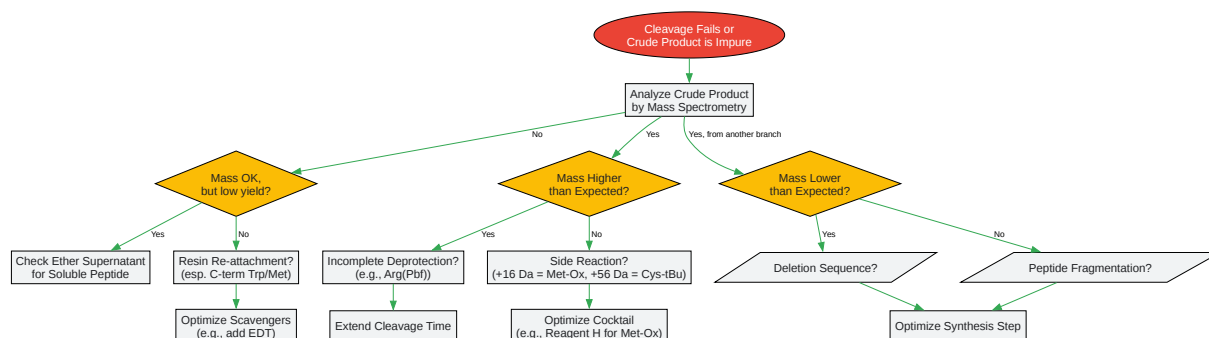 Cleavage Fails or
Crude Product is Impure
Analyze Crude Product
by Mass Spectrometry
No
Yes
Yes, from another branch
Mass OK,
but low yield?
Mass Higher
than Expected?
Mass Lower
than Expected?
Yes
No
Yes
No
Yes
No
Check Ether Supernatant
for Soluble Peptide
Resin Re-attachment?
(esp. C-term Trp/Met)
Incomplete Deprotection?
(e.g., Arg(Pbf))
Side Reaction?
(+16 Da = Met-Ox, +56 Da = Cys-tBu)
Deletion Sequence?
Peptide Fragmentation?
Optimize Scavengers
(e.g., add EDT)
Extend Cleavage Time
Optimize Cocktail
(e.g., Reagent H for Met-Ox)
Optimize Synthesis Step